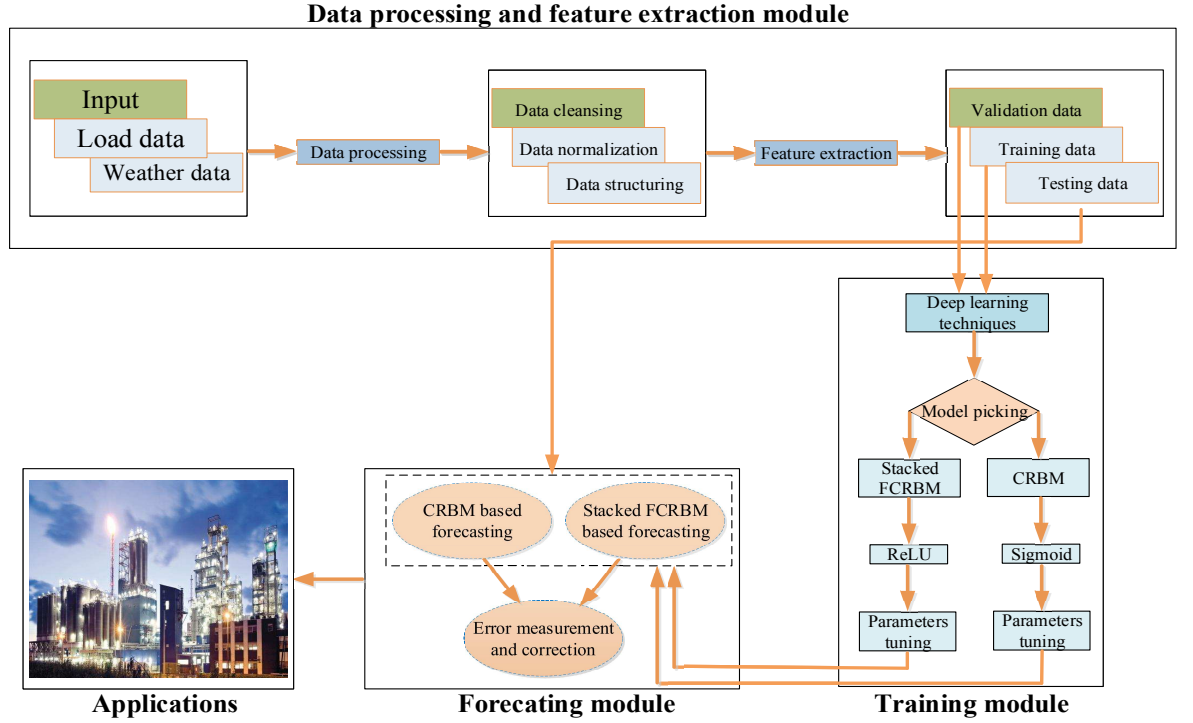 Data processing and feature extraction module
Input
Load data
Weather data
Data processing
Data cleansing
Data normalization
Data structuring
Feature extraction
Validation data
Training data
Testing data
Deep learning
techniques
Model picking
Stacked
FCRBM
CRBM
ReLU
Sigmoid
Parameters
tuning
Parameters
tuning
CRBM based
forecasting
Stacked FCRBM
based forecasting
Error measurement
and correction
Applications
Forecating module
Training module